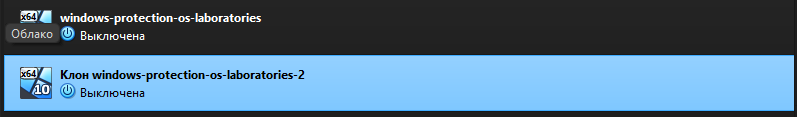 x64
windows-protection-os-laboratories
Облако
Выключена
x64
10
Клон windows-protection-os-laboratories-2
Выключена